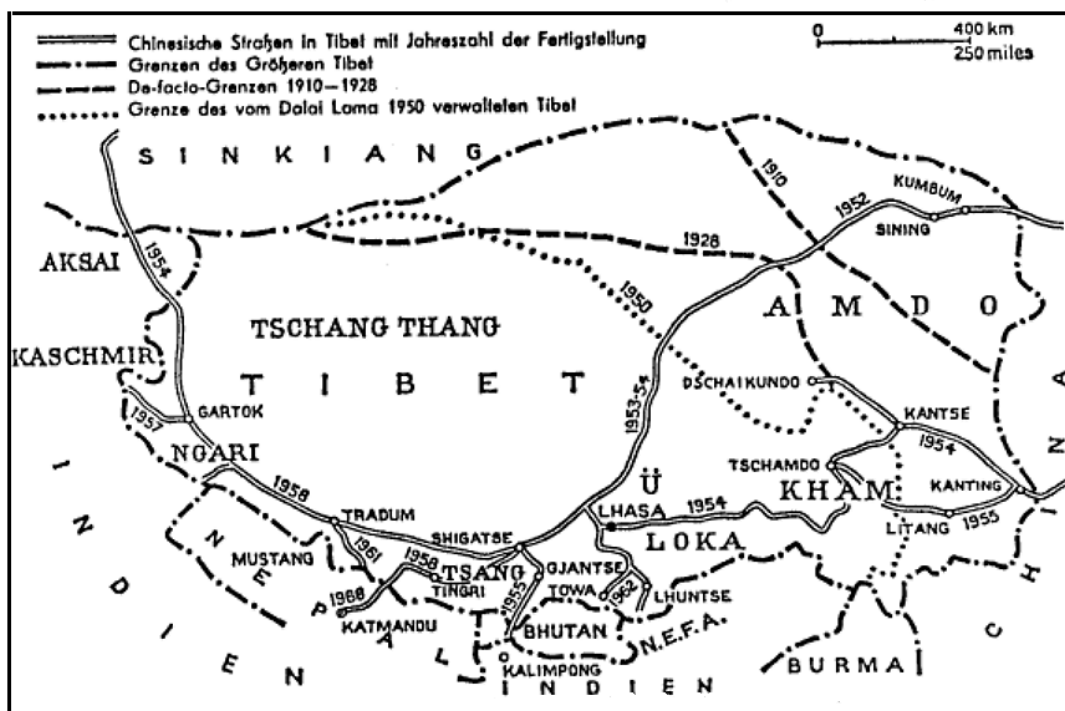 Chinesische Straßen in Tibet mit Jahreszahl der Fertigstellung
Grenzen des Größeren Tibet
De-facto-Grenzen 1910—1928
Grenze des vom Dalai Lama 1950 verwalteten Tibet
0 400 km
250 miles
SINKIANG
1910
KUMBUM
1952
SINING
AKSAI
1954
1928
1950
AMDO
TSCHANG THANG
KASCHMIR
TIBET
DSCHAIKUNDO
1957
GARTOK
1953-54
KANTSE
1954
NGARI
TSCHAMDO
KHAM
KANTING
1958
Ü
LHASA
1954
LITANG
1955
TRADUM
SHIGATSE
LOKA
MUSTANG
1961
1958
TSANG
GJANTSE
TINGRI
1955
TOWA
1962
LHUNTSE
1968
KATMANDU
NEPAL
BHUTAN
N.E.F.A.
KALIMPONG
BURMA
INDIEN
INDIEN
CHINA